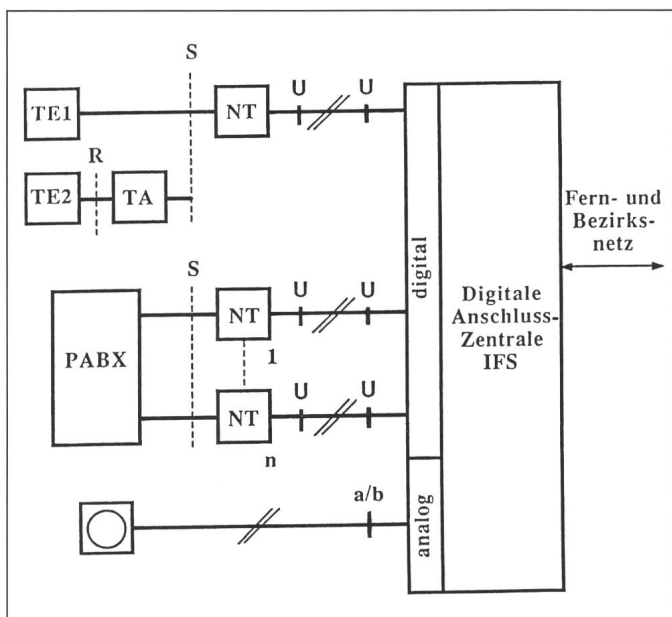 S
U
U
TE1
NT
R
TE2
TA
Fern- und
Bezirks-
netz
digital
S
U
U
NT
1
PABX
Digitale
Anschluss-
Zentrale
IFS
U
U
NT
n
a/b
analog